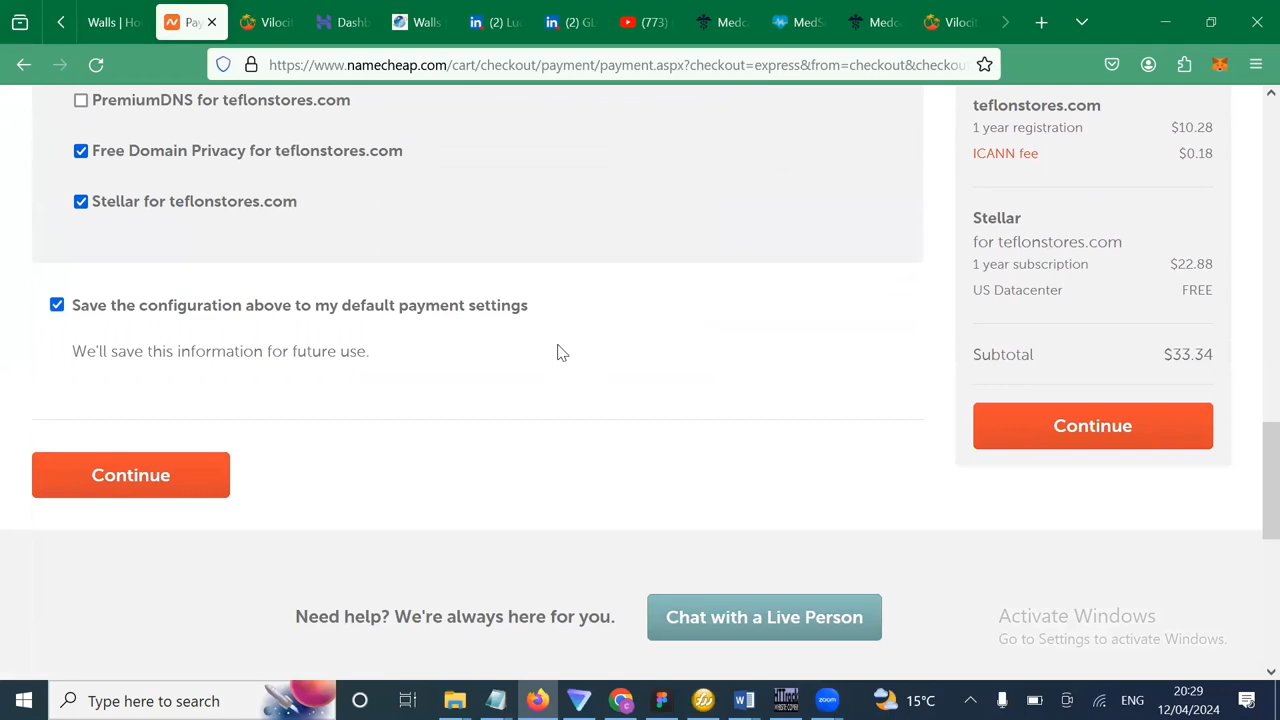 Walls | Ho
Pay
Vilocit
Dashb
Walls
(2) Lu
(2) GL
(773)
Medc
MedS
Medc
Vilocit
https://www.namecheap.com/cart/checkout/payment/payment.aspx?checkout=express&from=checkout&checkou
PremiumDNS for teflonstores.com
Free Domain Privacy for teflonstores.com
Stellar for teflonstores.com
Save the configuration above to my default payment settings
We'll save this information for future use.
Continue
teflonstores.com
1 year registration $10.28
ICANN fee $0.18
Stellar
for teflonstores.com
1 year subscription $22.88
US Datacenter FREE
Subtotal $33.34
Continue
Need help? We're always here for you.
Chat with a Live Person
Activate Windows
Go to Settings to activate Windows.
Type here to search
15°C
ENG
20:29
12/04/2024